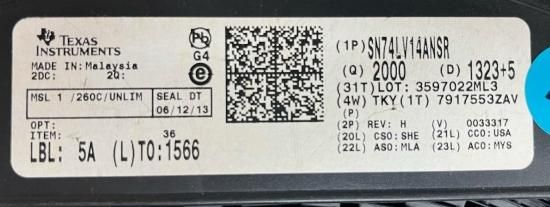 TEXAS
INSTRUMENTS
MADE IN: Malaysia
2DC: 2Q:
MSL 1 /260C/UNLIM
SEAL DT
06/12/13
OPT:
ITEM: 36
LBL: 5A (L)TO:1566
Pb
G4
e
(1P) SN74LV14ANSR
(Q) 2000 (D) 1323+5
(31T)LOT: 3597022ML3
(4W) TKY(1T) 7917553ZAV
(P)
(2P) REV: H (V) 0033317
(20L) CSO:SHE (21L) CCO:USA
(22L) ASO:MLA (23L) ACO:MYS